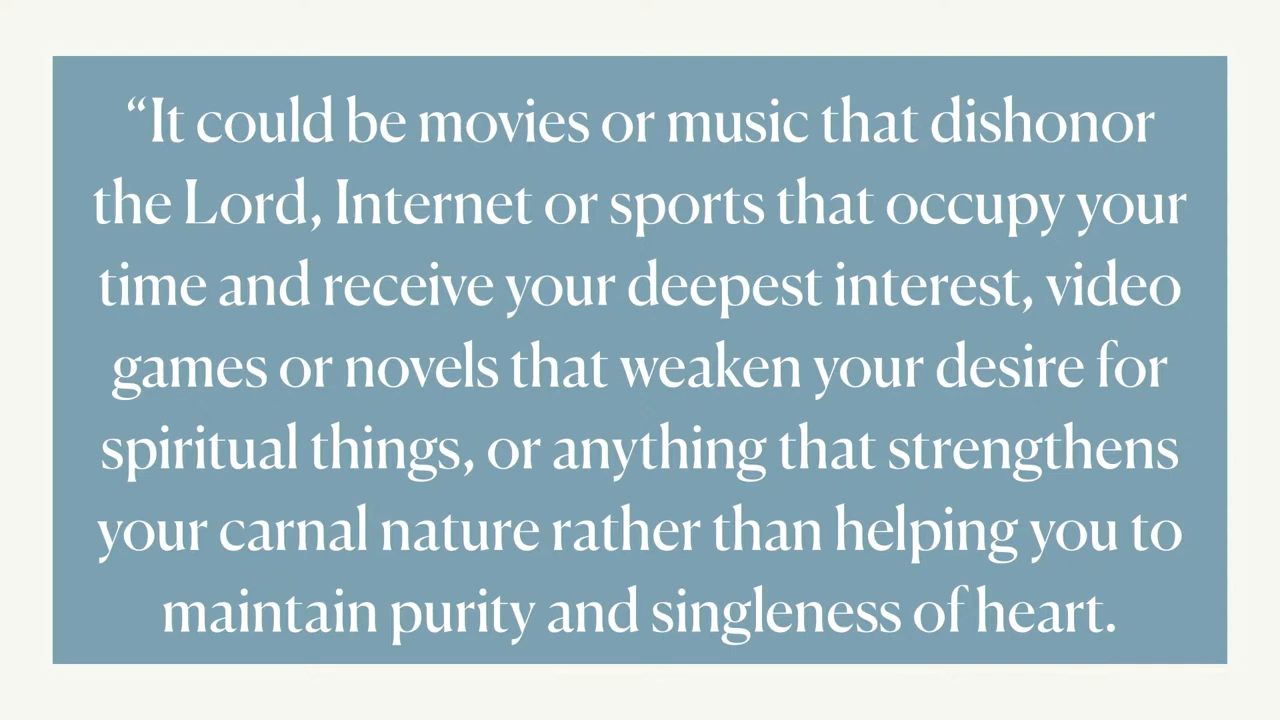 “It could be movies or music that dishonor
the Lord, Internet or sports that occupy your
time and receive your deepest interest, video
games or novels that weaken your desire for
spiritual things, or anything that strengthens
your carnal nature rather than helping you to
maintain purity and singleness of heart.